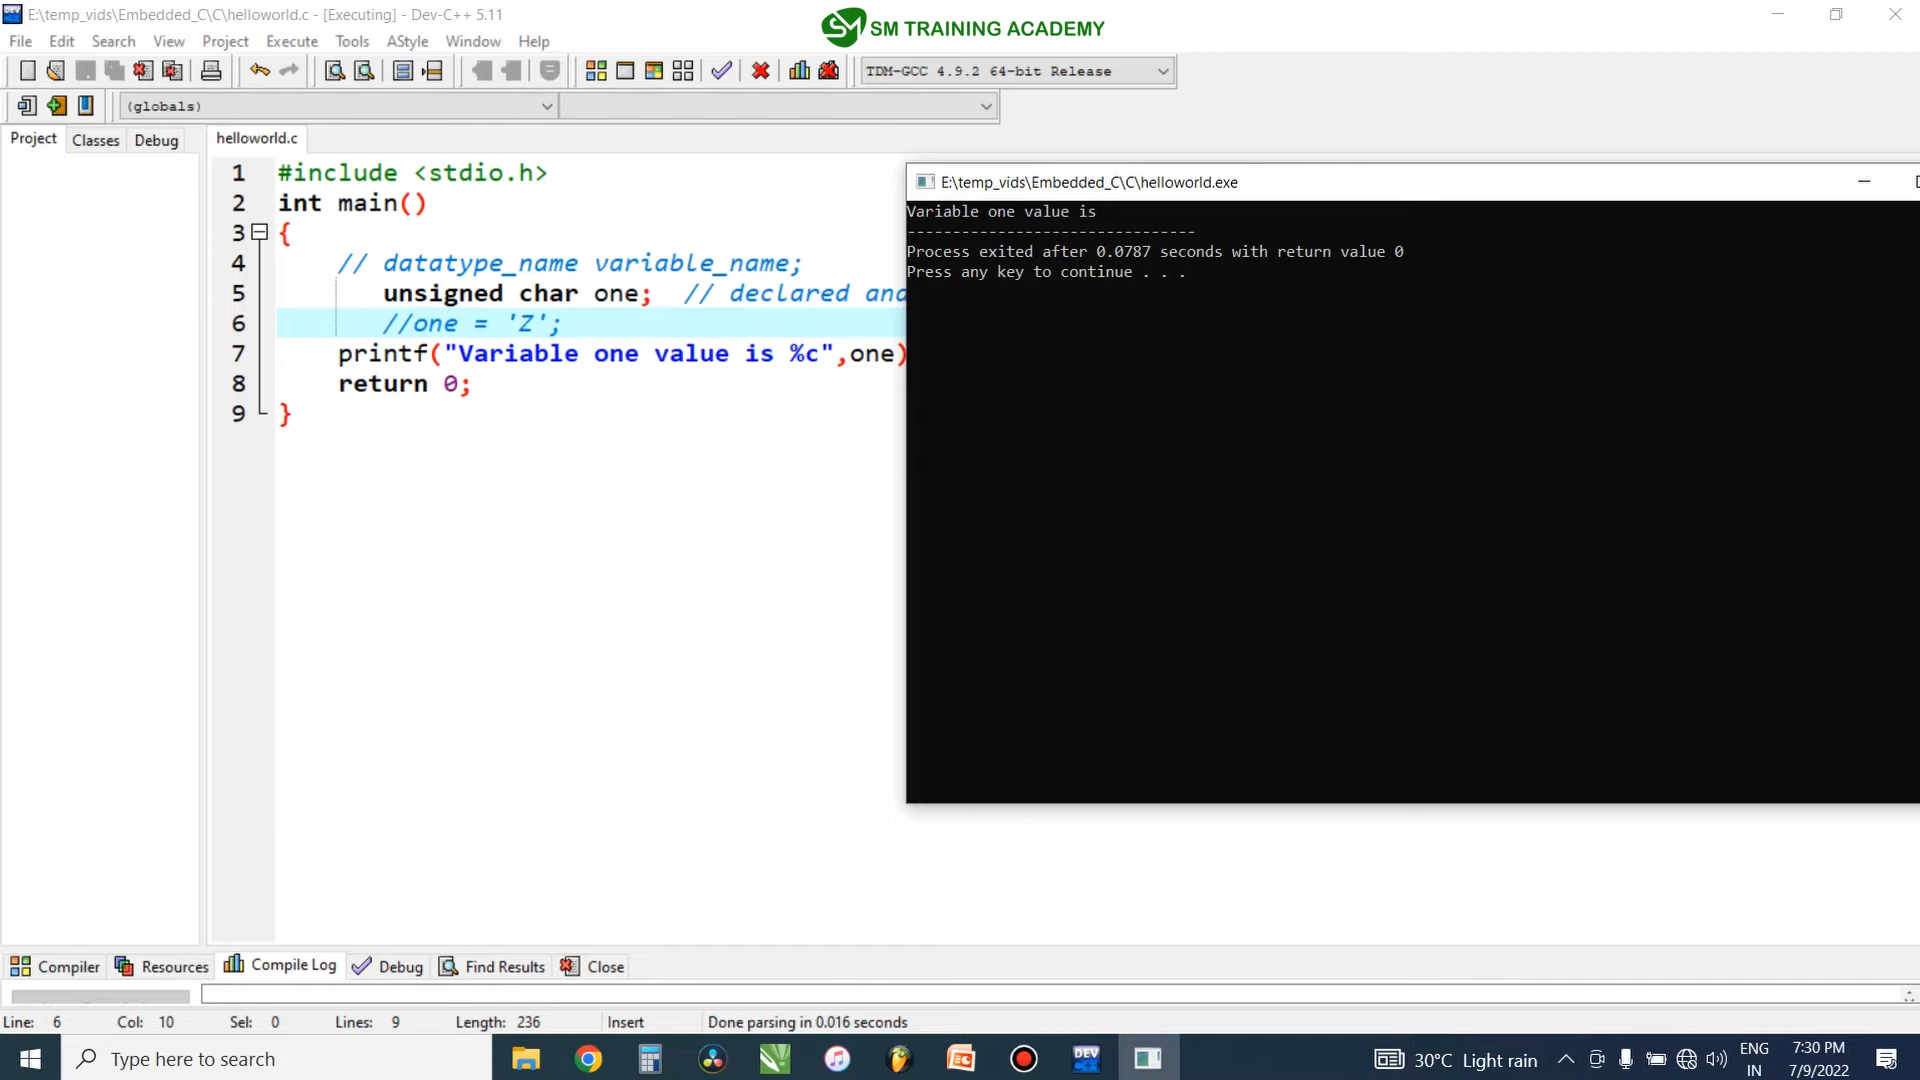 E:\temp_vids\Embedded_C\C\helloworld.c - [Executing] - Dev-C++ 5.11
SM TRAINING ACADEMY
File Edit Search View Project Execute Tools AStyle Window Help
TDM-GCC 4.9.2 64-bit Release
(globals)
Project Classes Debug
helloworld.c
1 #include <stdio.h>
2 int main()
3 {
4 // datatype_name variable_name;
5 unsigned char one; // declared and
6 //one = 'Z';
7 printf("Variable one value is %c",one)
8 return 0;
9 }
E:\temp_vids\Embedded_C\C\helloworld.exe
Variable one value is
--------------------------------
Process exited after 0.0787 seconds with return value 0
Press any key to continue . . .
Compiler Resources Compile Log Debug Find Results Close
Line: 6 Col: 10 Sel: 0 Lines: 9 Length: 236 Insert Done parsing in 0.016 seconds
Type here to search
DEV
30°C Light rain
ENG
IN
7:30 PM
7/9/2022